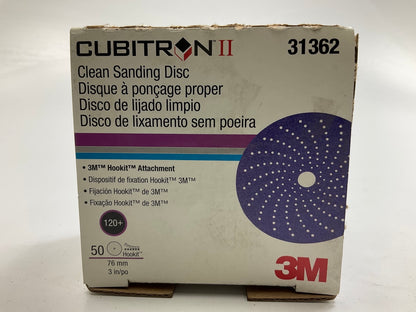 CUBITRON II
31362
Clean Sanding Disc
Disque à ponçage proper
Disco de lijado limpio
Disco de lixamento sem poeira
• 3M™ Hookit™ Attachment
• Dispositif de fixation Hookit™ 3M™
• Fijación Hookit™ de 3M™
• Fixação Hookit™ de 3M™
120+
50
Hookit™
76 mm
3 in/po
3M